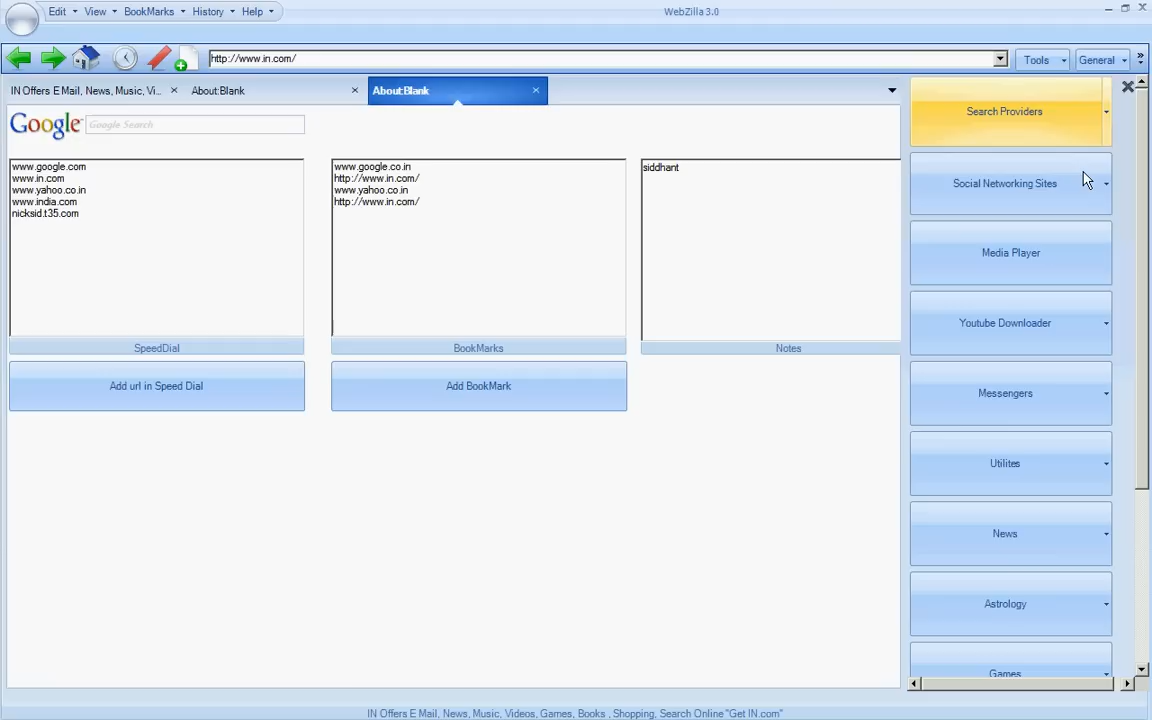 Edit View BookMarks History Help WebZilla 3.0
http://www.in.com/ Tools General
IN Offers E Mail, News, Music, Vi... About:Blank About:Blank
Google Google Search
www.google.com
www.in.com
www.yahoo.co.in
www.india.com
nicksid.t35.com
SpeedDial
Add url in Speed Dial
www.google.co.in
http://www.in.com/
www.yahoo.co.in
http://www.in.com/
BookMarks
Add BookMark
siddhant
Notes
Search Providers
Social Networking Sites
Media Player
Youtube Downloader
Messengers
Utilites
News
Astrology
Games
IN Offers E Mail, News, Music, Videos, Games, Books , Shopping, Search Online "Get IN.com"